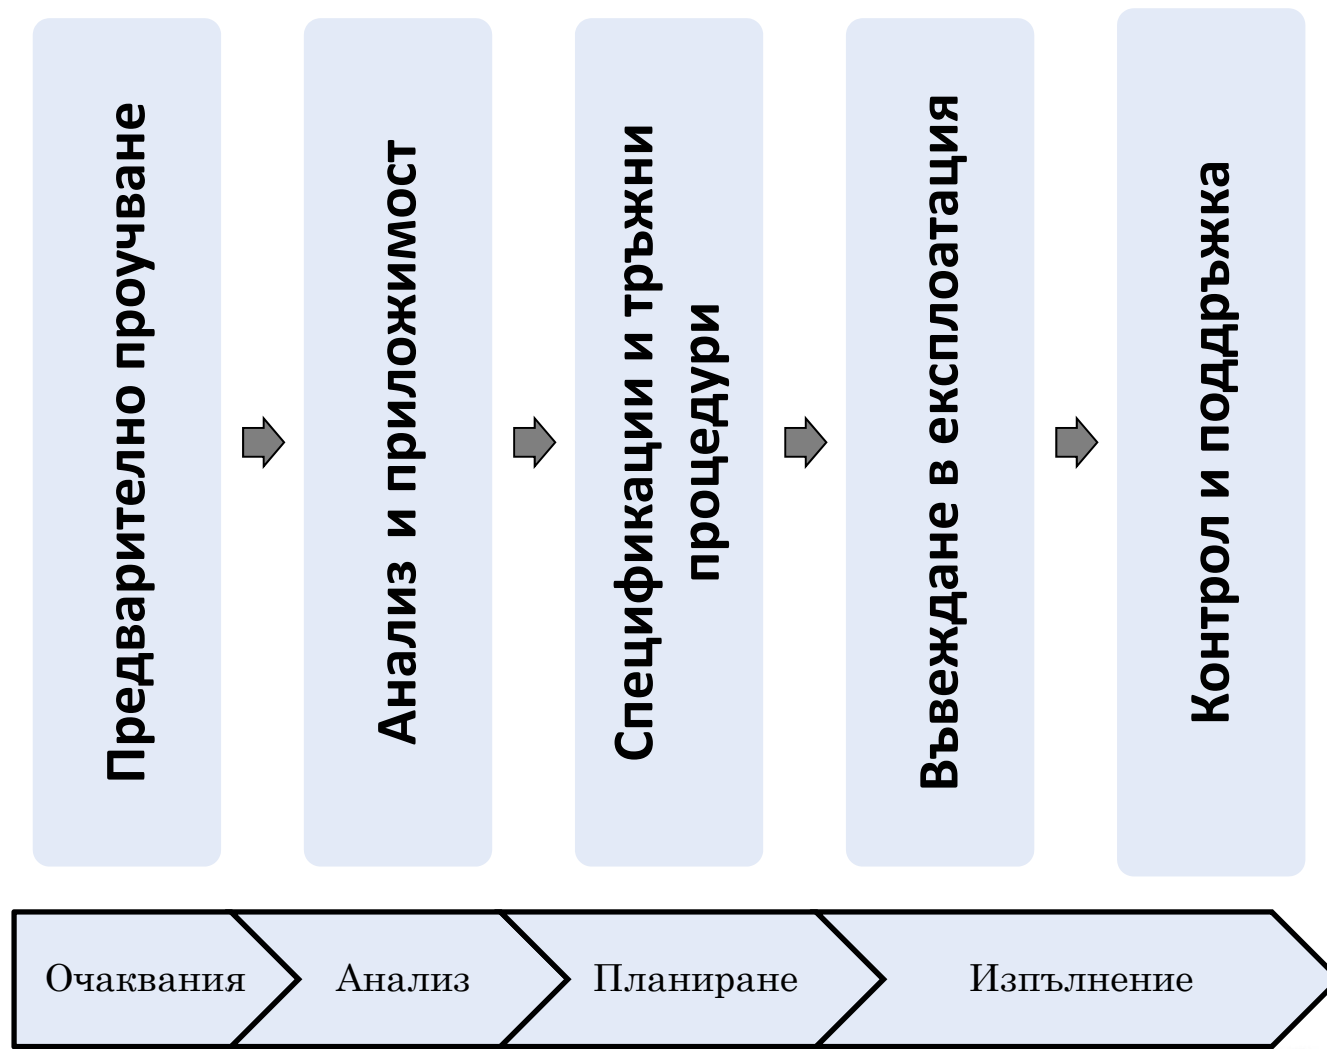 Предварително проучване
Анализ  и приложимост
Спецификации и тръжни
процедури
Въвеждане в експлоатация
Контрол и поддръжка
Очаквания
Анализ
Планиране
Изпълнение